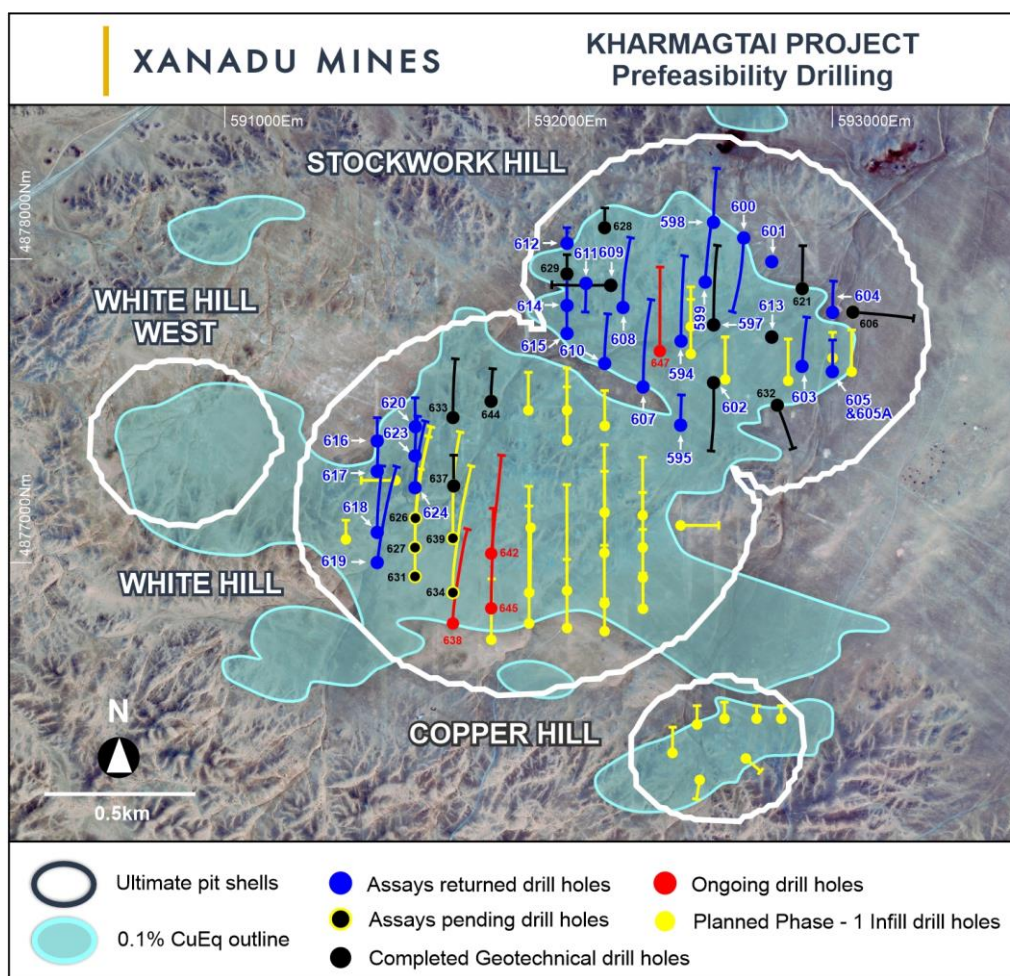 XANADU MINES
KHARMAGTAI PROJECT
Prefeasibility Drilling
591000Em
592000Em
593000Em
4878000Nm
4877000Nm
STOCKWORK HILL
WHITE HILL
WEST
WHITE HILL
COPPER HILL
598
600
601
628
612
611
609
629
614
615
610
608
599
597
613
621
604
606
647
594
607
602
603
605
&605A
632
595
633
644
620
616
623
617
637
618
624
626
639
627
619
631
634
642
645
638
N
0.5km
Ultimate pit shells
Assays returned drill holes
Ongoing drill holes
0.1% CuEq outline
Assays pending drill holes
Planned Phase - 1 Infill drill holes
Completed Geotechnical drill holes